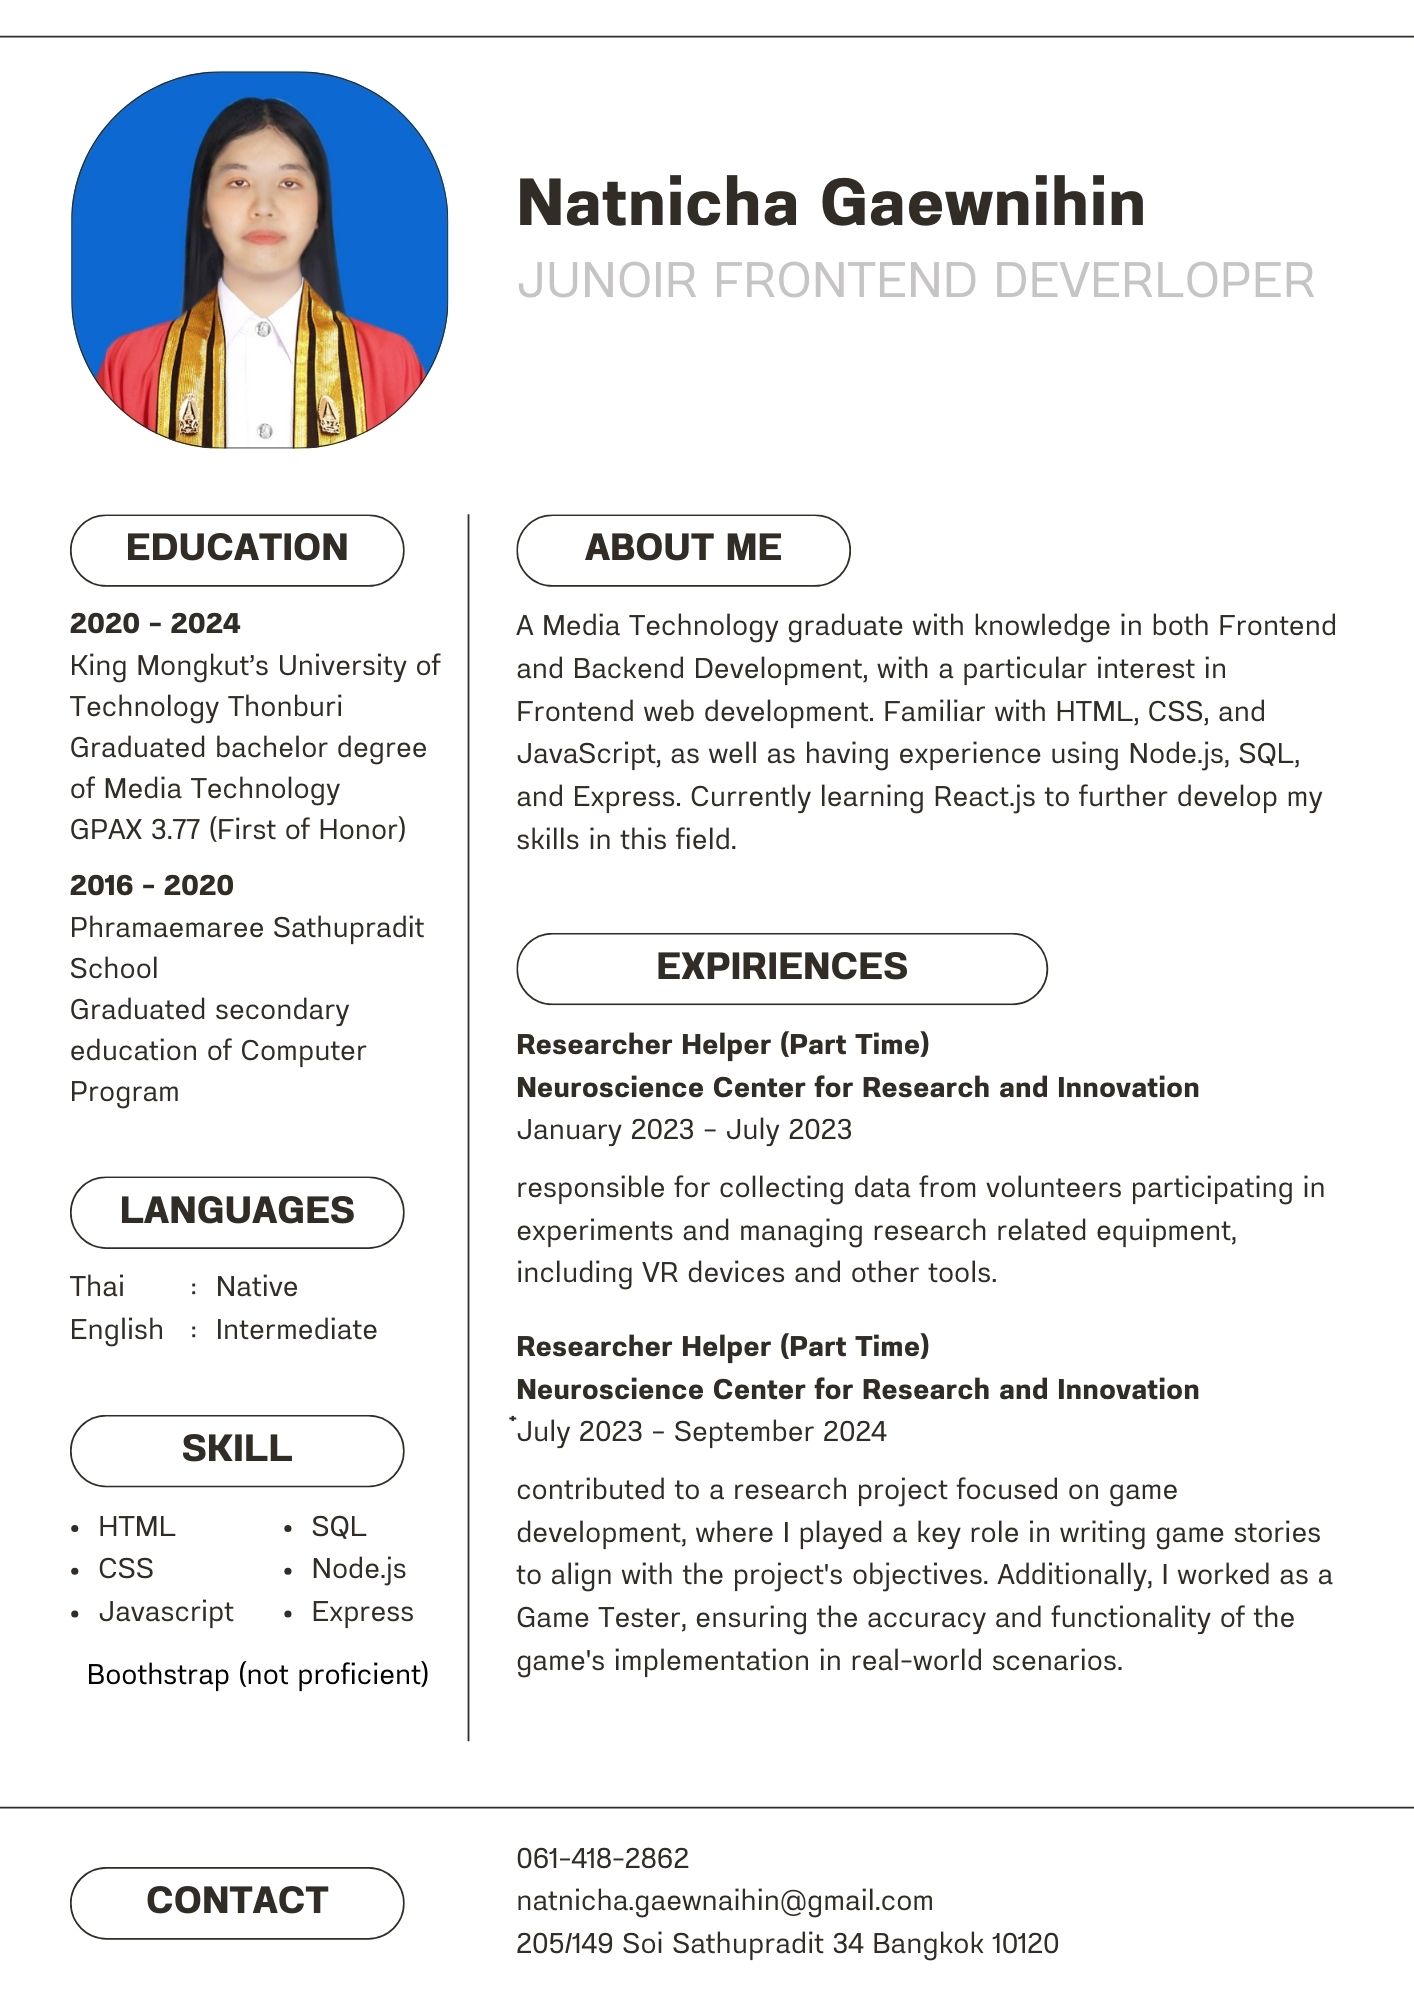 Natnicha Gaewnihin
JUNOIR FRONTEND DEVERLOPER
EDUCATION
2020 - 2024
King Mongkut's University of
Technology Thonburi
Graduated bachelor degree
of Media Technology
GPAX 3.77 (First of Honor)
2016 - 2020
Phramaemaree Sathupradit
School
Graduated secondary
education of Computer
Program
LANGUAGES
Thai : Native
English : Intermediate
SKILL
• HTML
• CSS
• Javascript
• SQL
• Node.js
• Express
Boothstrap (not proficient)
ABOUT ME
A Media Technology graduate with knowledge in both Frontend
and Backend Development, with a particular interest in
Frontend web development. Familiar with HTML, CSS, and
JavaScript, as well as having experience using Node.js, SQL,
and Express. Currently learning React.js to further develop my
skills in this field.
EXPIRIENCES
Researcher Helper (Part Time)
Neuroscience Center for Research and Innovation
January 2023 - July 2023
responsible for collecting data from volunteers participating in
experiments and managing research related equipment,
including VR devices and other tools.
Researcher Helper (Part Time)
Neuroscience Center for Research and Innovation
July 2023 - September 2024
contributed to a research project focused on game
development, where I played a key role in writing game stories
to align with the project's objectives. Additionally, I worked as a
Game Tester, ensuring the accuracy and functionality of the
game's implementation in real-world scenarios.
CONTACT
061-418-2862
natnicha.gaewnaihin@gmail.com
205/149 Soi Sathupradit 34 Bangkok 10120